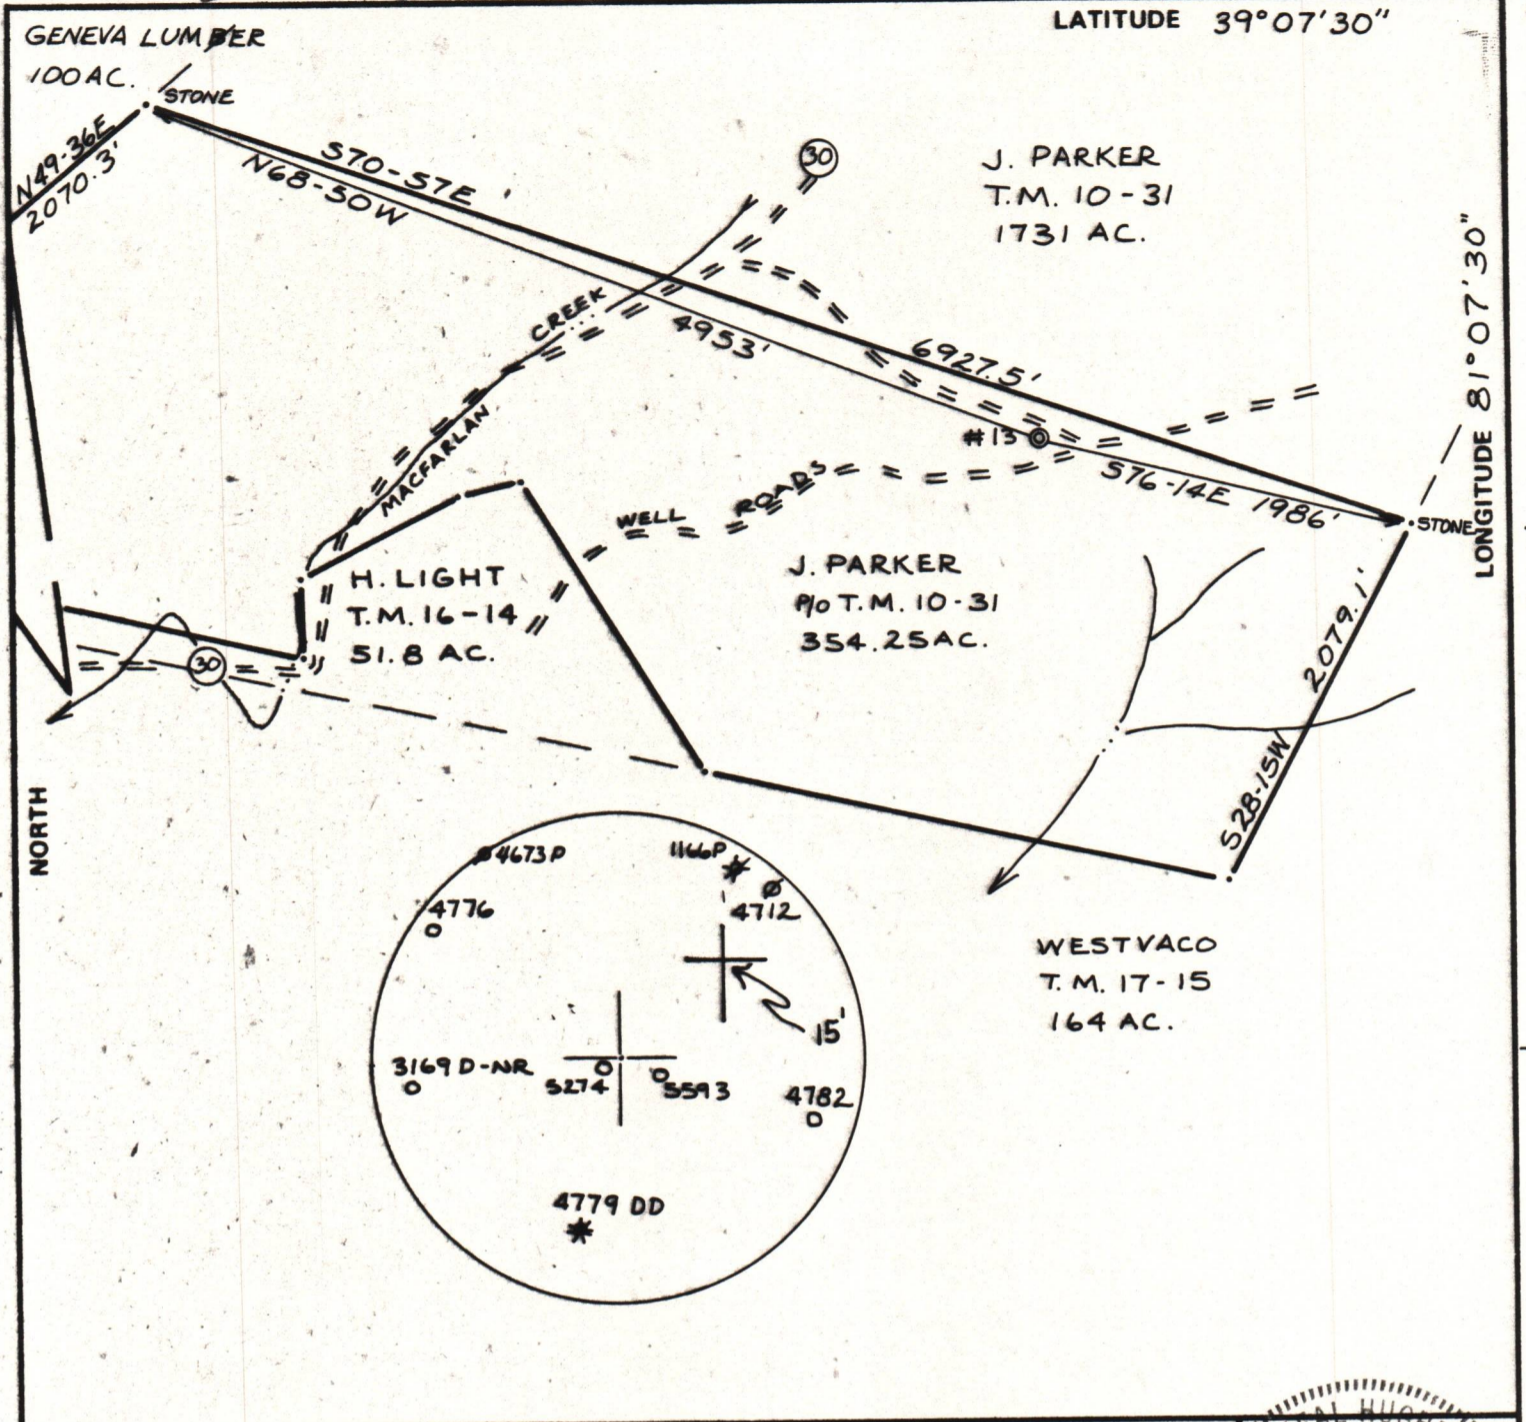 LATITUDE 39°07'30"
GENEVA LUMBER
100 AC.
STONE
N49-36E
2070.3'
S70-57E
N68-50W
30
J. PARKER
T.M. 10-31
1731 AC.
LONGITUDE 81°07'30"
CREEK
MACFARLAN
4953'
6927.5'
#13
S76-14E 1986'
STONE
WELL ROADS
H. LIGHT
T.M. 16-14
51.8 AC.
J. PARKER
P/O T.M. 10-31
354.25 AC.
30
2079.1'
S28-15W
NORTH
4673P
1166P
4776
4712
WESTVACO
T.M. 17-15
164 AC.
15'
3169 D-NR
5274
5593
4782
4779 DD